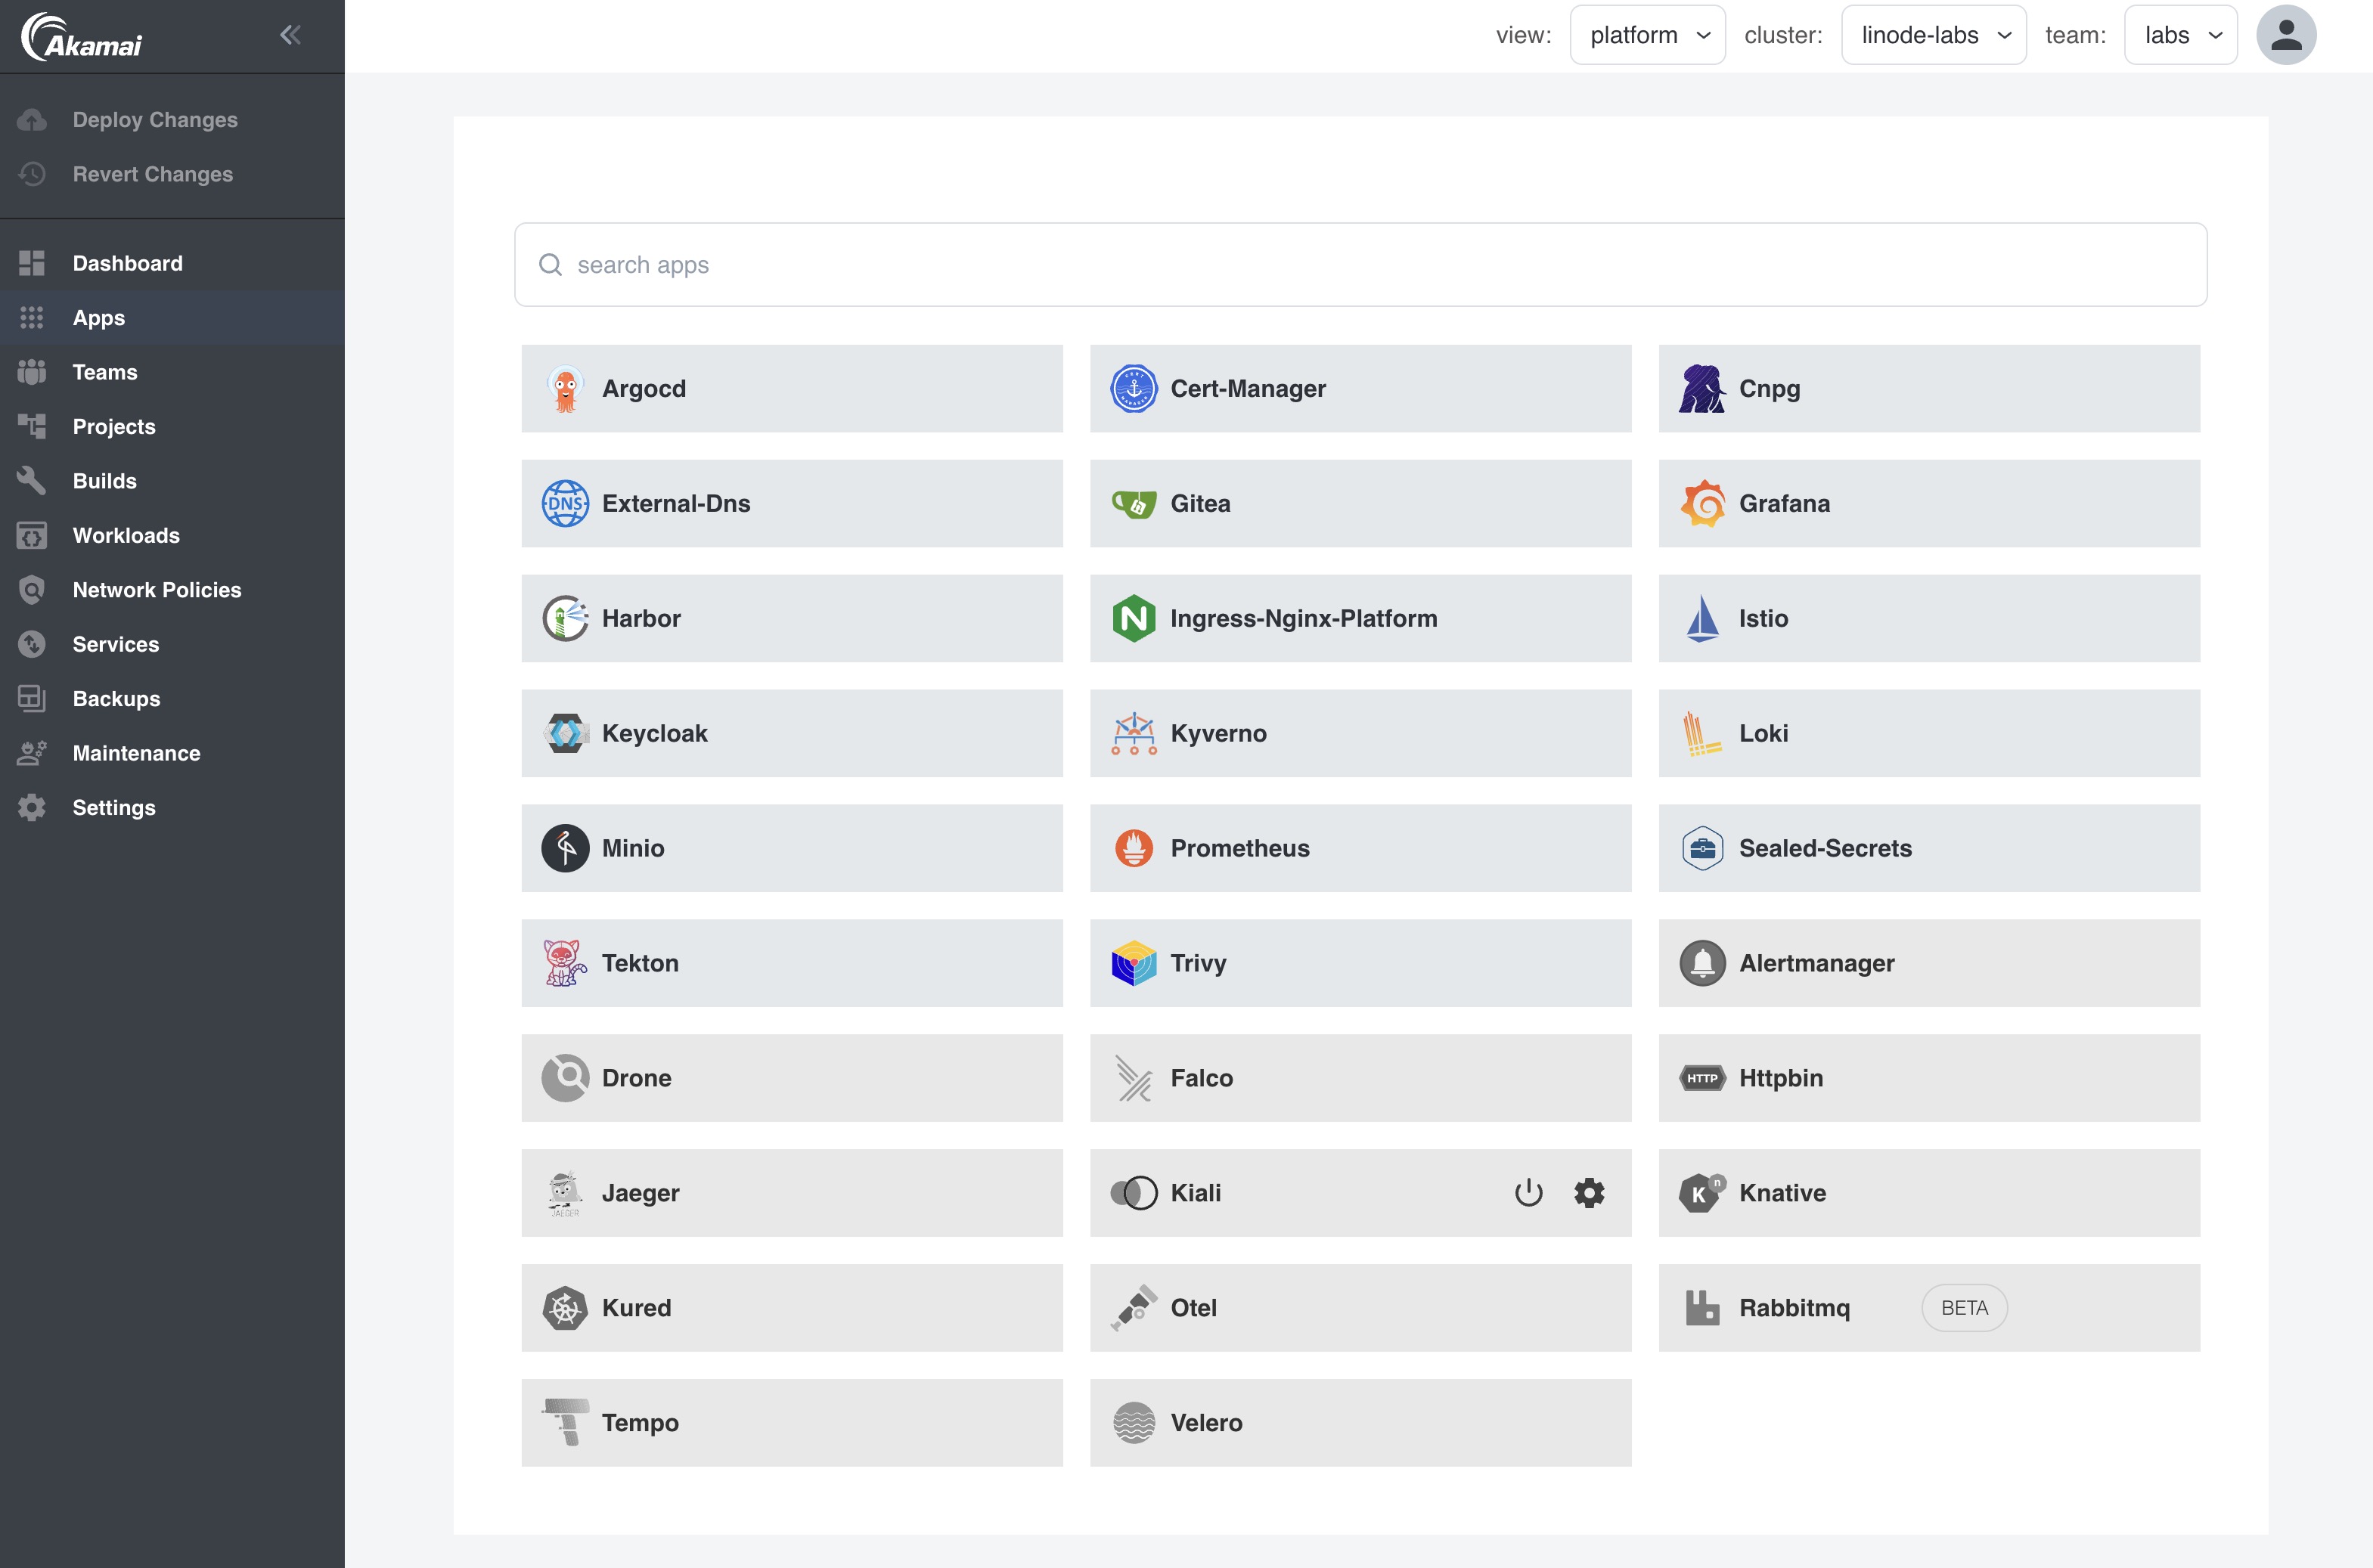 Akamai
view: platform cluster: linode-labs team: labs
Deploy Changes
Revert Changes
Dashboard
Apps
Teams
Projects
Builds
Workloads
Network Policies
Services
Backups
Maintenance
Settings
search apps
Argocd
Cert-Manager
Cnpg
DNS
External-Dns
Gitea
Grafana
Harbor
N
Ingress-Nginx-Platform
Istio
Keycloak
Kyverno
Loki
Minio
Prometheus
Sealed-Secrets
Tekton
Trivy
Alertmanager
Drone
Falco
HTTP
Httpbin
JAEGER
Jaeger
Kiali
K n
Knative
Kured
Otel
Rabbitmq
BETA
Tempo
Velero